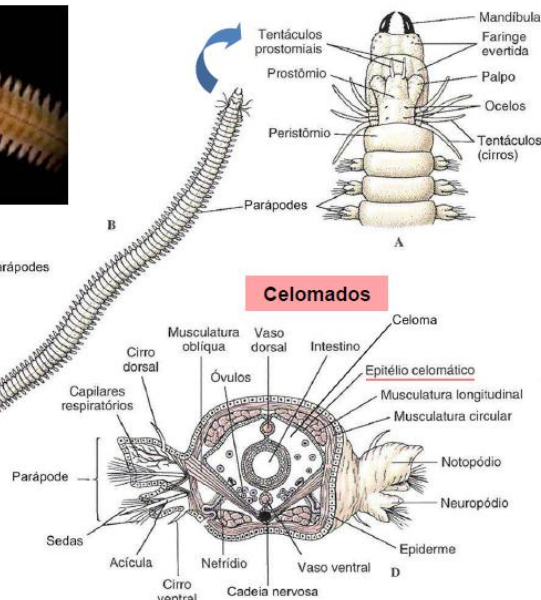 Mandíbula
Tentáculos
prostomiais
Faringe
evertida
Prostômio
Palpo
Ocelos
Peristômio
Tentáculos
(cirros)
Parápodes
B
A
arápodes
Celomados
Celoma
Musculatura
oblíqua
Vaso
dorsal
Intestino
Cirro
dorsal
Óvulos
Epitélio celomático
Capilares
respiratórios
Musculatura longitudinal
Musculatura circular
Parápode
Notopódio
Neuropódio
Sedas
Acícula
Nefrídio
Epiderme
Vaso ventral
D
Cirro
ventral
Cadeia nervosa